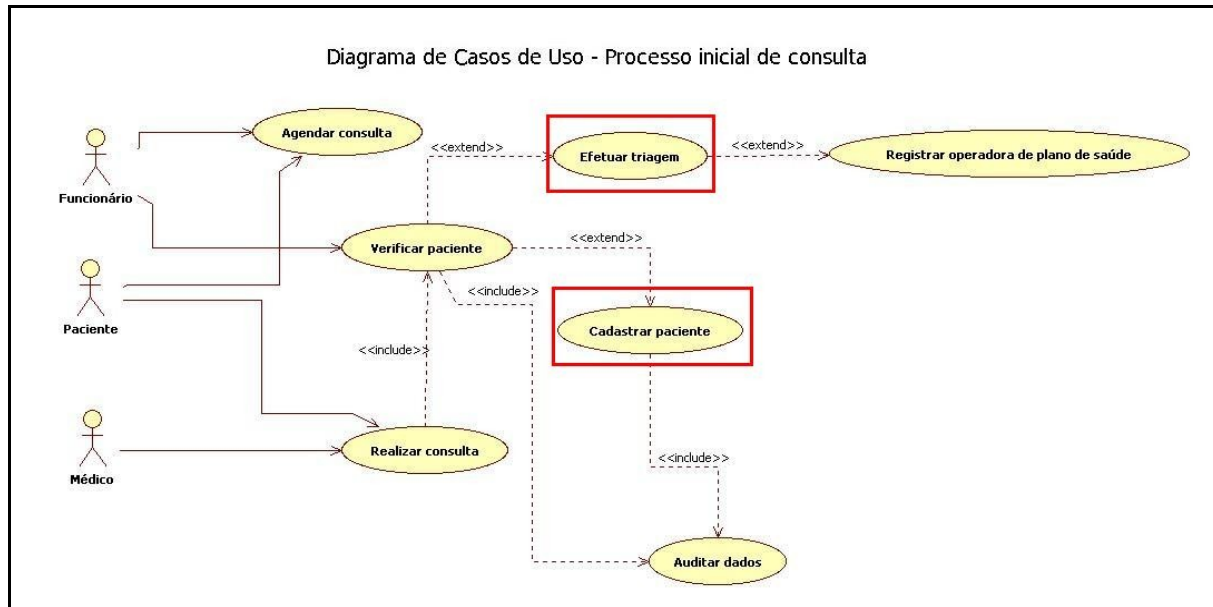 Diagrama de Casos de Uso - Processo inicial de consulta
Agendar consulta
<<extend>>
Efetuar triagem
<<extend>>
Registrar operadora de plano de saúde
Funcionário
Verificar paciente
<<extend>>
<<include>>
Paciente
Cadastrar paciente
<<include>>
Realizar consulta
Médico
<<include>>
Auditar dados